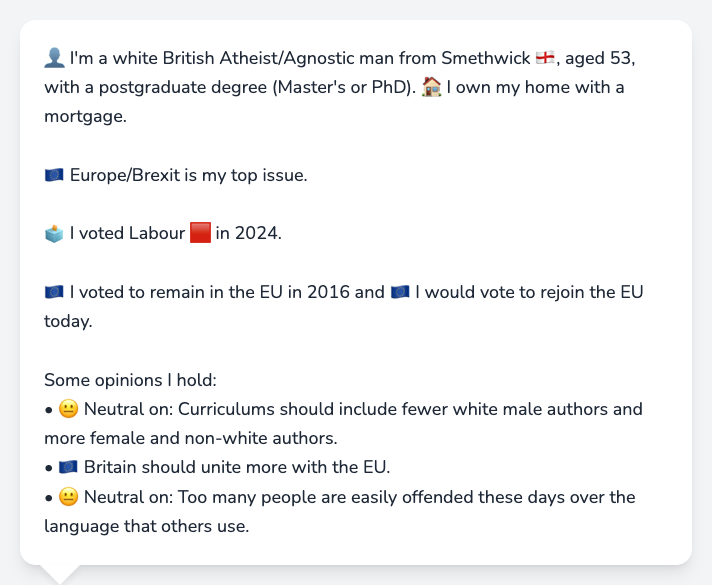 👤 I'm a white British Atheist/Agnostic man from Smethwick 🏴󠁧󠁢󠁥󠁮󠁧󠁿, aged 53,
with a postgraduate degree (Master's or PhD). 🏠 I own my home with a
mortgage.
🇪🇺 Europe/Brexit is my top issue.
🗳️ I voted Labour 🟥 in 2024.
🇪🇺 I voted to remain in the EU in 2016 and 🇪🇺 I would vote to rejoin the EU
today.
Some opinions I hold:
• 😐 Neutral on: Curriculums should include fewer white male authors and
more female and non-white authors.
• 🇪🇺 Britain should unite more with the EU.
• 😐 Neutral on: Too many people are easily offended these days over the
language that others use.